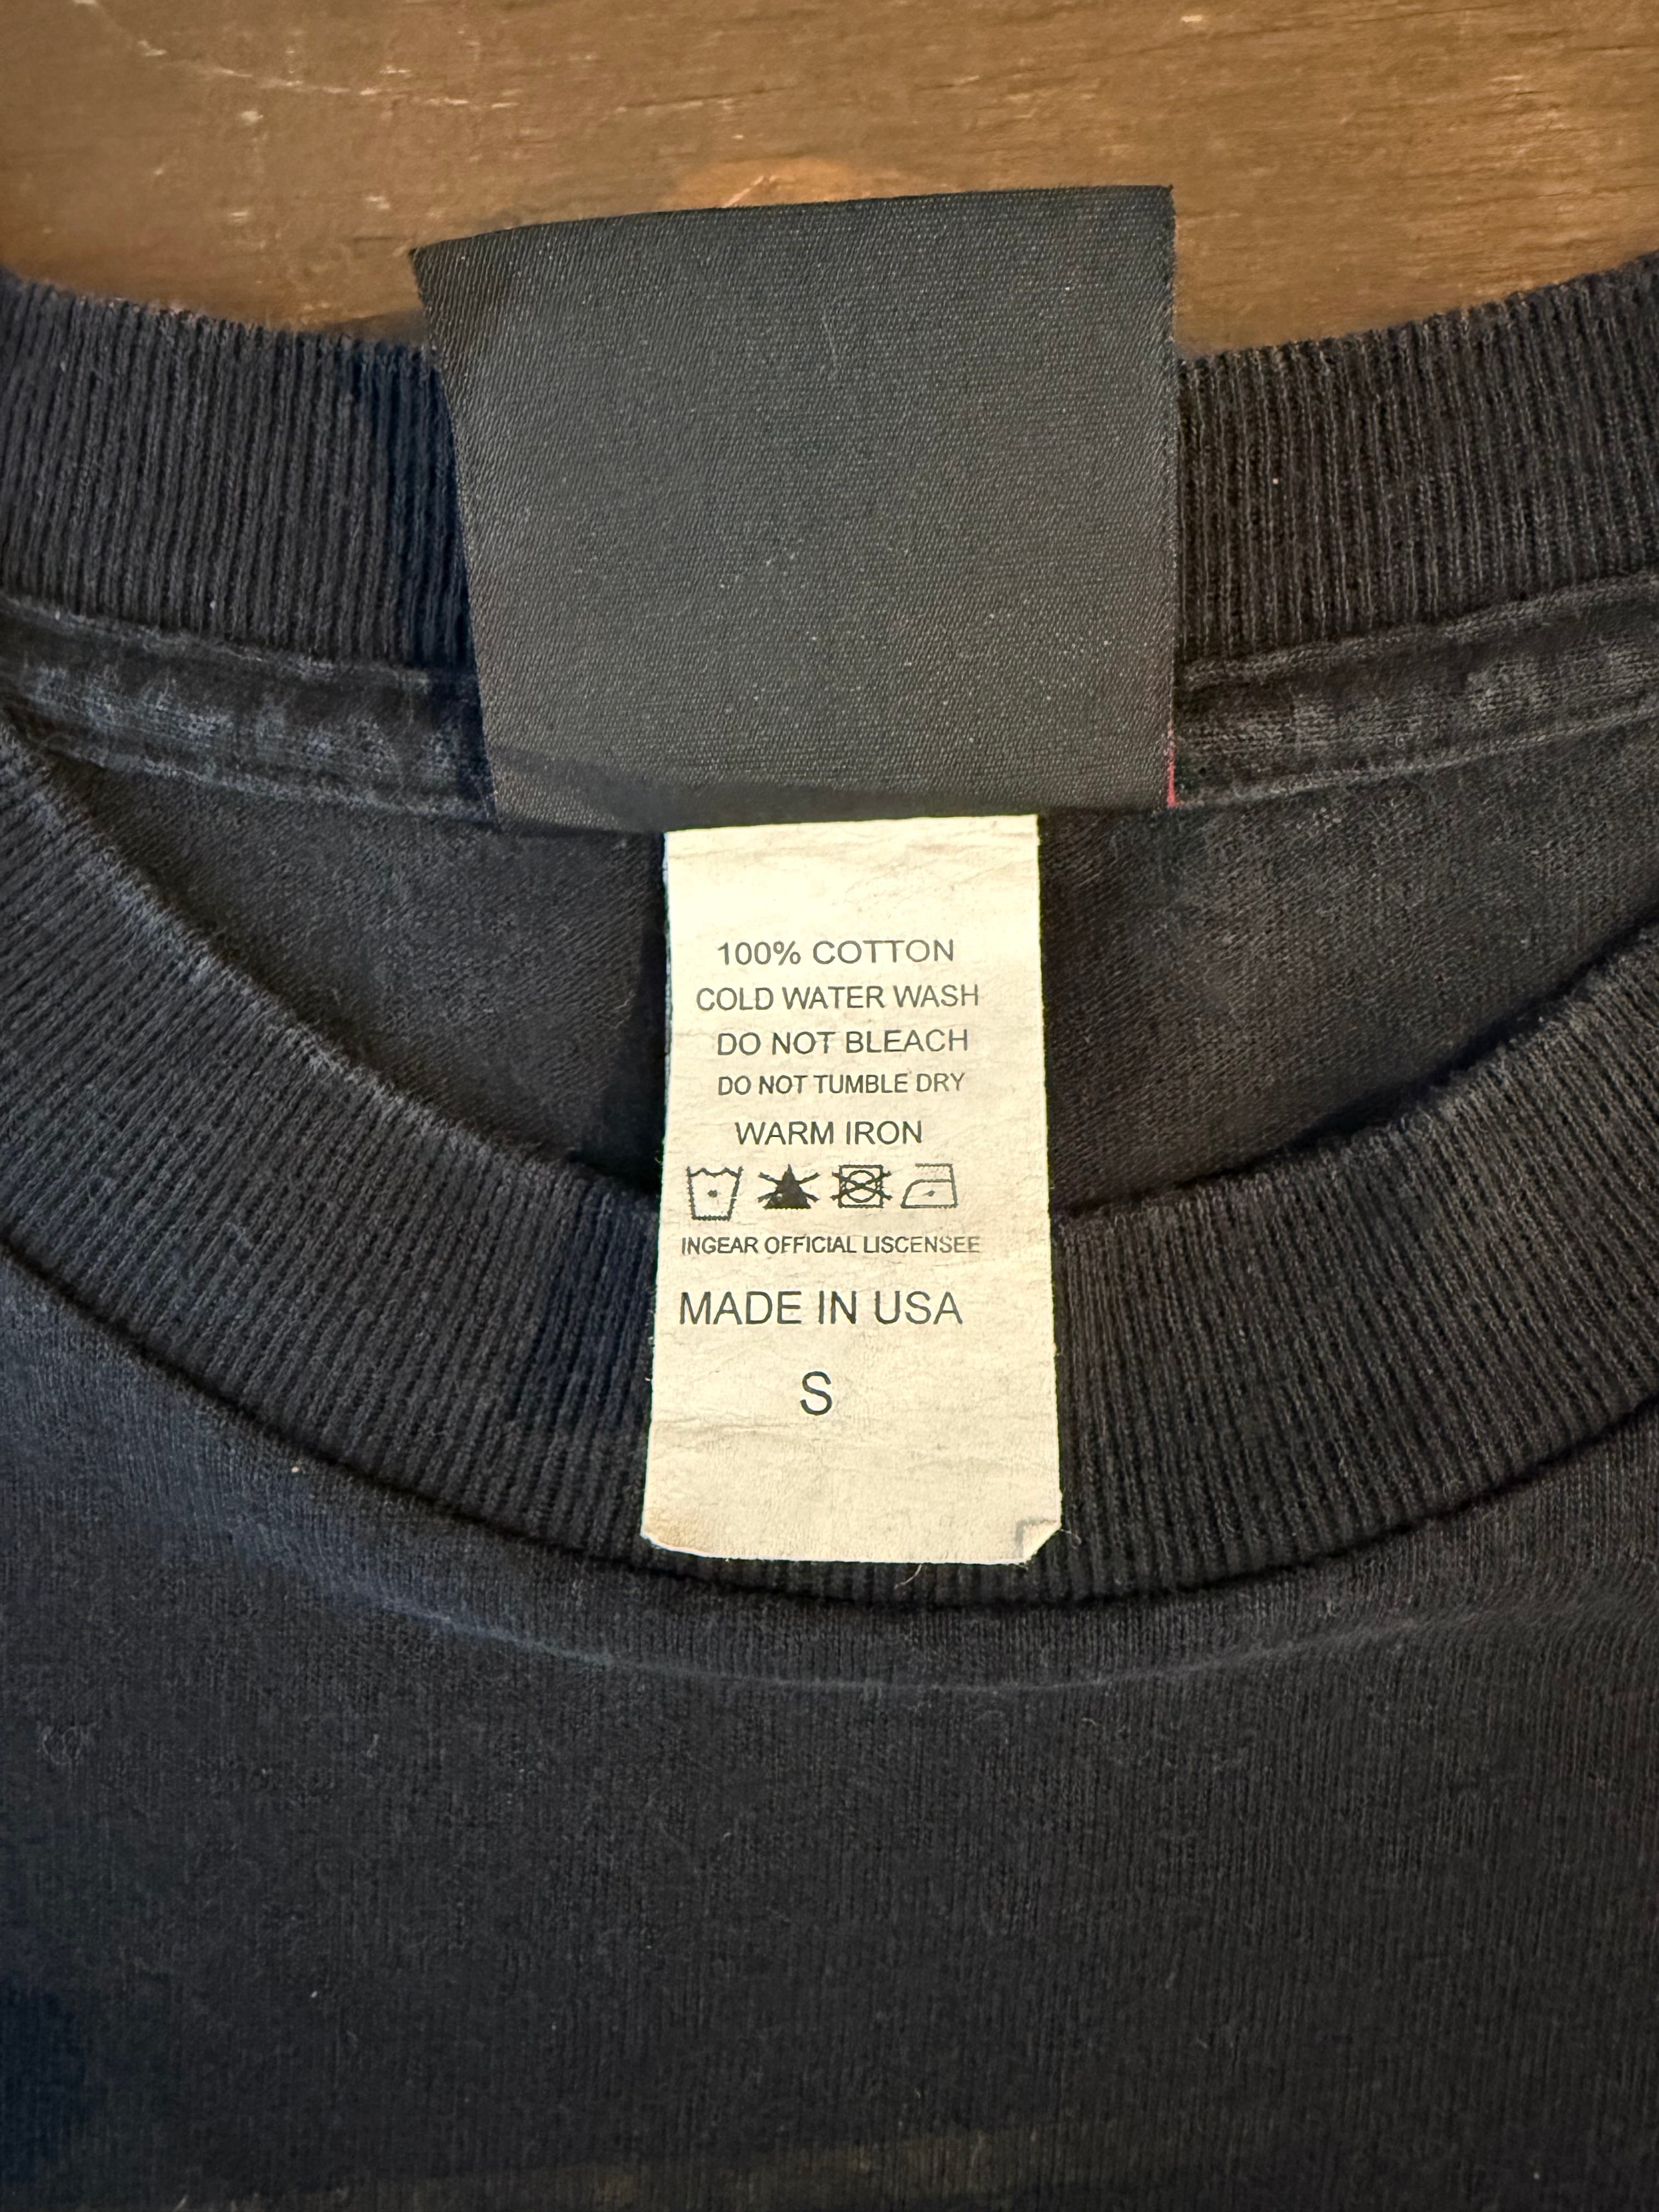 100% COTTON
COLD WATER WASH
DO NOT BLEACH
DO NOT TUMBLE DRY
WARM IRON
INGEAR OFFICIAL LISCENSEE
MADE IN USA
S